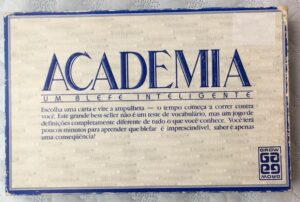 ACADEMIA
UM BLEFE INTELIGENTE
Escolha uma carta e vire a ampulheta — o tempo começa a correr contra
você. Este grande best-seller não é um teste de vocabulário, mas um jogo de
definições completamente diferente de tudo o que você conhece. Você terá
poucos minutos para aprender que blefar é imprescindível, saber é apenas
uma conseqüência!
GROW
GROW